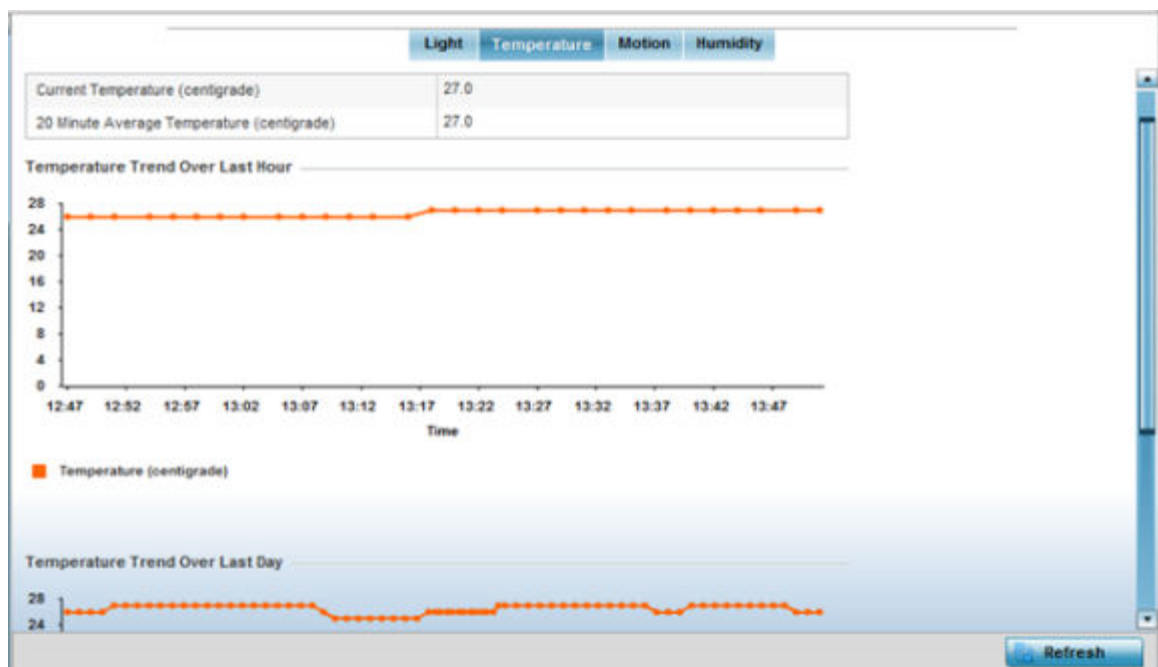 Light Temperature Motion Humidity
Current Temperature (centigrade) 27.0
20 Minute Average Temperature (centigrade) 27.0
Temperature Trend Over Last Hour
28
24
20
16
12
8
4
0
12:47 12:52 12:57 13:02 13:07 13:12 13:17 13:22 13:27 13:32 13:37 13:42 13:47
Time
Temperature (centigrade)
Temperature Trend Over Last Day
28
24
Refresh